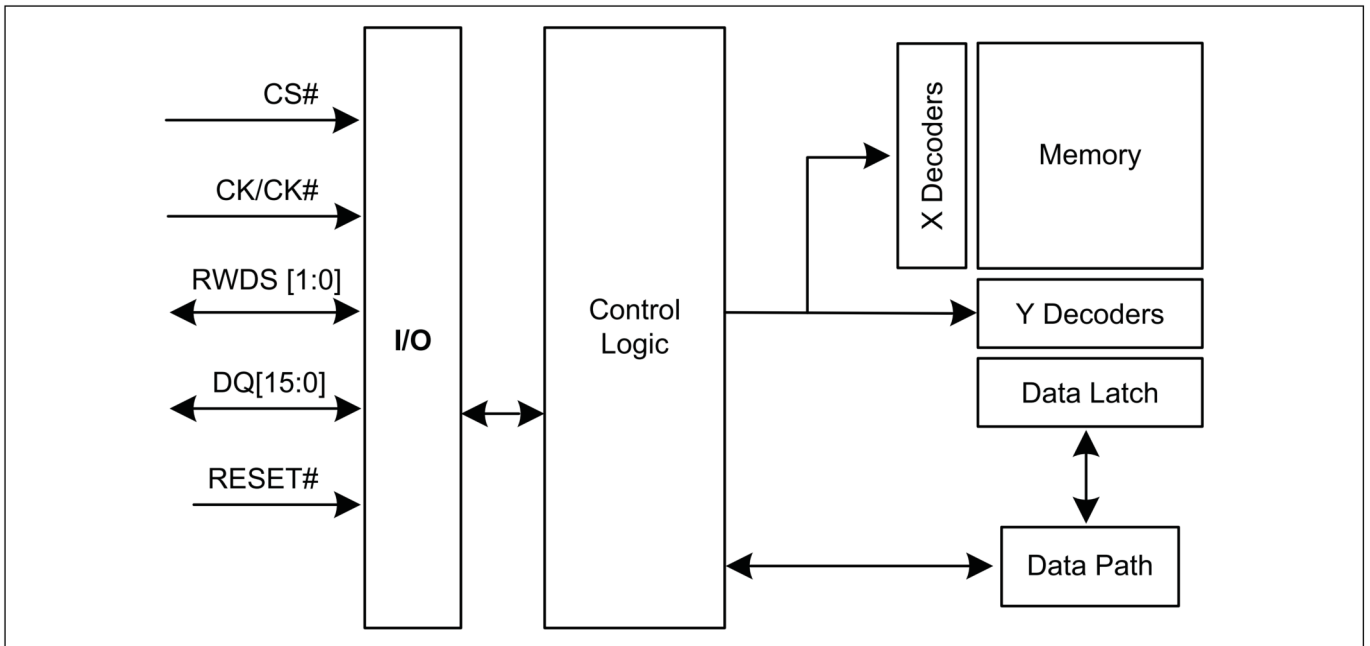 CS#
CK/CK#
RWDS [1:0]
DQ[15:0]
RESET#
I/O
Control
Logic
X Decoders
Memory
Y Decoders
Data Latch
Data Path